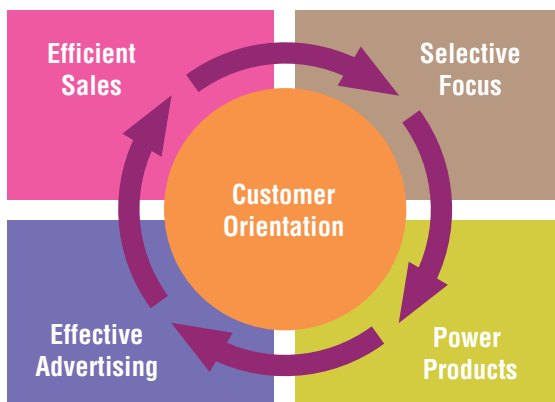 Efficient
Sales
Selective
Focus
Customer
Orientation
Effective
Advertising
Power
Products